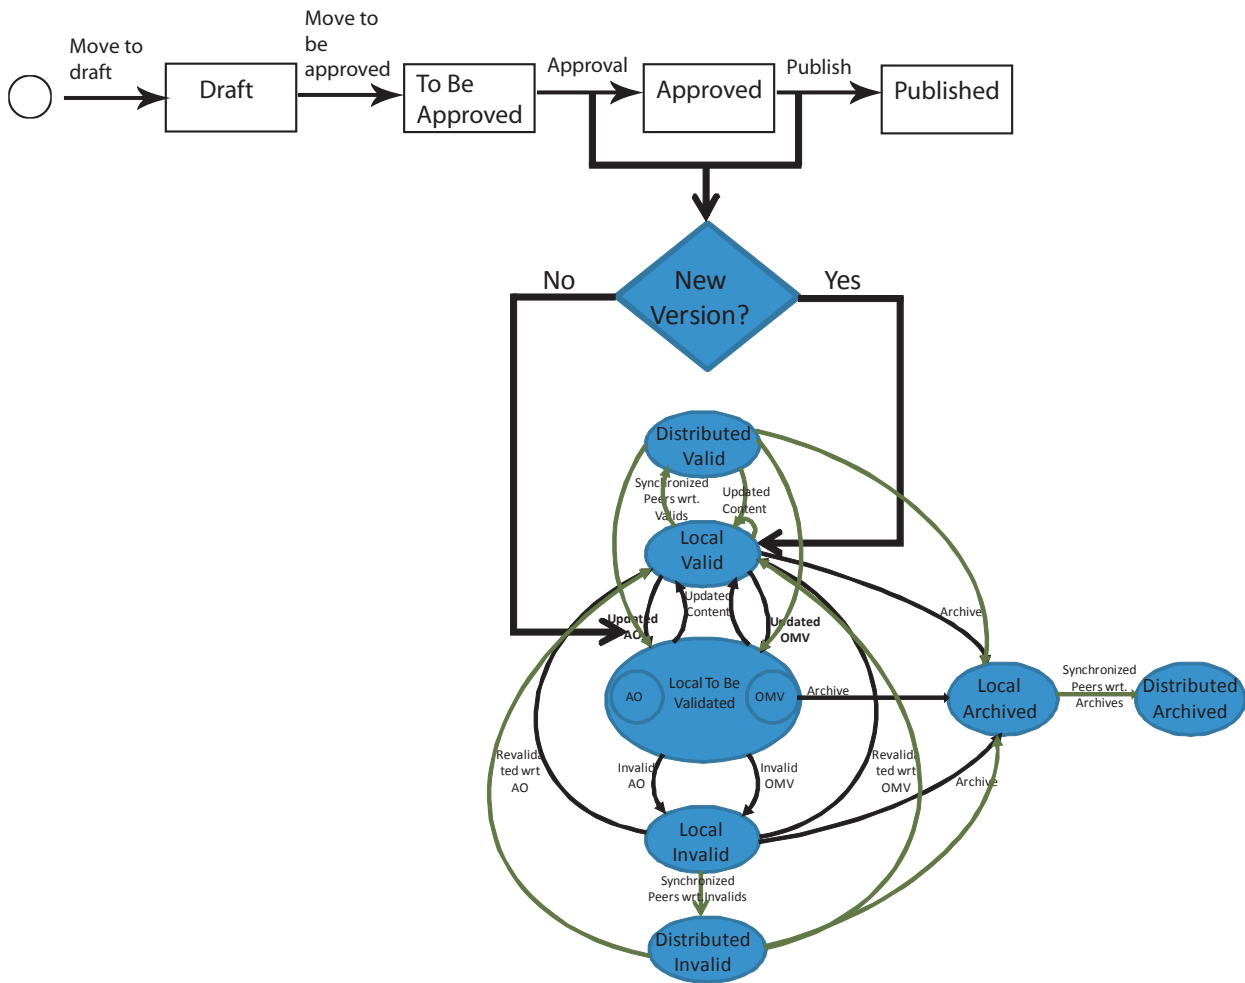 Move to
draft
Draft
Move to
be
approved
To Be
Approved
Approval
Approved
Publish
Published
No
New
Version?
Yes
Distributed
Valid
Synchronized
Peers wrt.
Valids
Updated
Content
Local
Valid
Updated
AO
Updated
Content
Updated
OMV
AO
Local To Be
Validated
OMV
Archive
Archive
Local
Archived
Synchronized
Peers wrt.
Archives
Distributed
Archived
Revalida
ted wrt
AO
Invalid
AO
Invalid
OMV
Revalida
ted wrt
OMV
Archive
Local
Invalid
Synchronized
Peers wrt.Invalids
Distributed
Invalid